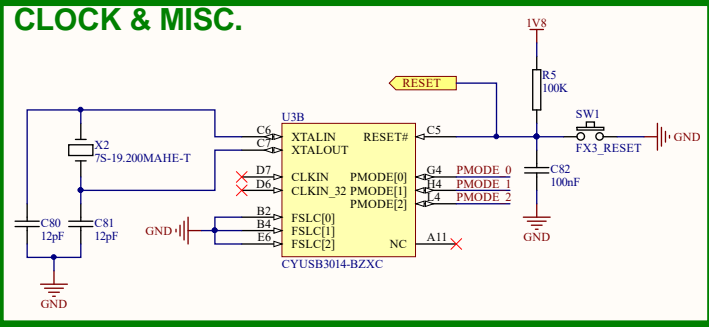 CLOCK & MISC.
1V8
RESET
R5
100K
SW1
FX3_RESET
GND
C82
100nF
GND
X2
7S-19.200MAHE-T
C80
12pF
C81
12pF
GND
GND
U3B
C6 XTALIN RESET# C5
C7 XTALOUT
D7 CLKIN PMODE[0] G4 PMODE_0
D6 CLKIN_32 PMODE[1] H4 PMODE_1
PMODE[2] L4 PMODE_2
B2 FSLC[0]
B4 FSLC[1]
E6 FSLC[2] NC A11
CYUSB3014-BZXC